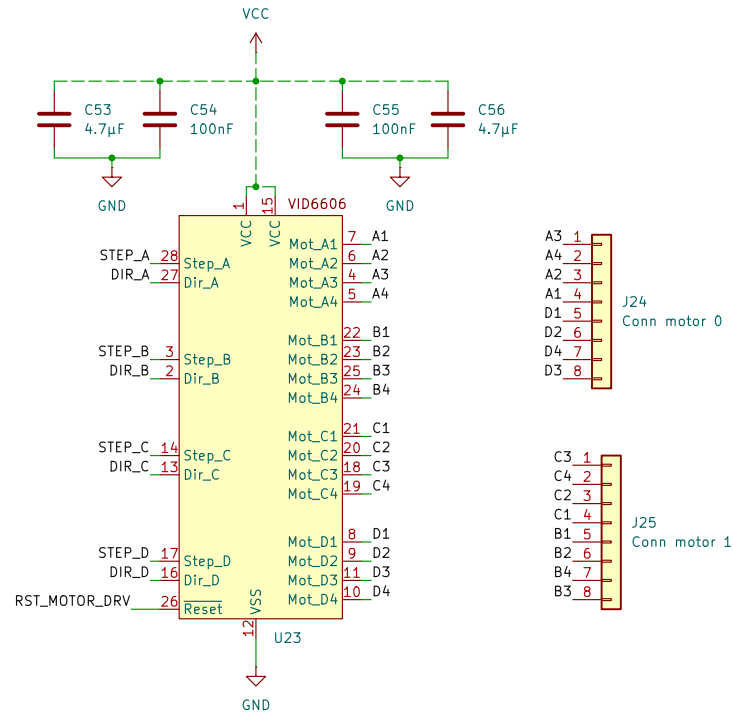 VCC
C53
4.7µF
C54
100nF
C55
100nF
C56
4.7µF
GND
GND
1
15
VID6606
VCC
VCC
STEP_A 28 Step_A
DIR_A 27 Dir_A
STEP_B 3 Step_B
DIR_B 2 Dir_B
STEP_C 14 Step_C
DIR_C 13 Dir_C
STEP_D 17 Step_D
DIR_D 16 Dir_D
RST_MOTOR_DRV 26 Reset
Mot_A1 7 A1
Mot_A2 6 A2
Mot_A3 4 A3
Mot_A4 5 A4
Mot_B1 22 B1
Mot_B2 23 B2
Mot_B3 25 B3
Mot_B4 24 B4
Mot_C1 21 C1
Mot_C2 20 C2
Mot_C3 18 C3
Mot_C4 19 C4
Mot_D1 8 D1
Mot_D2 9 D2
Mot_D3 11 D3
Mot_D4 10 D4
VSS
12
U23
GND
A3 1
A4 2
A2 3
A1 4
D1 5
D2 6
D4 7
D3 8
J24
Conn motor 0
C3 1
C4 2
C2 3
C1 4
B1 5
B2 6
B4 7
B3 8
J25
Conn motor 1